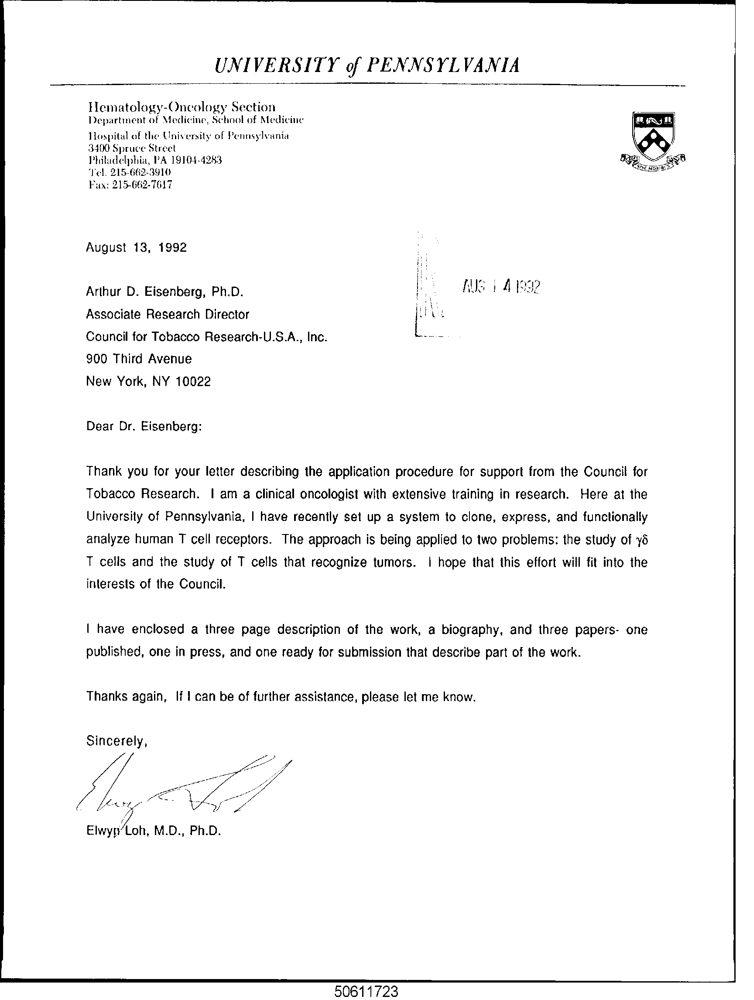 UNIVERSITY of PENNSYLVANIA
Hematology-Oncology Section
Department of Medicine, School of Medicine
Hospital of the University of Pennsylvania
3400 Spruce Street
Philadelphia, PA 19104-4283
Tel. 215-662-3910
Fax: 215-662-7617
August 13, 1992
AUG 14 1992
Arthur D. Eisenberg, Ph.D.
Associate Research Director
Council for Tobacco Research-U.S.A., Inc.
900 Third Avenue
New York, NY 10022
Dear Dr. Eisenberg:
Thank you for your letter describing the application procedure for support from the Council for
Tobacco Research. I am a clinical oncologist with extensive training in research. Here at the
University of Pennsylvania, I have recently set up a system to clone, express, and functionally
analyze human T cell receptors. The approach is being applied to two problems: the study of γδ
T cells and the study of T cells that recognize tumors. I hope that this effort will fit into the
interests of the Council.
I have enclosed a three page description of the work, a biography, and three papers- one
published, one in press, and one ready for submission that describe part of the work.
Thanks again, If I can be of further assistance, please let me know.
Sincerely,
Elwyn Loh, M.D., Ph.D.
50611723